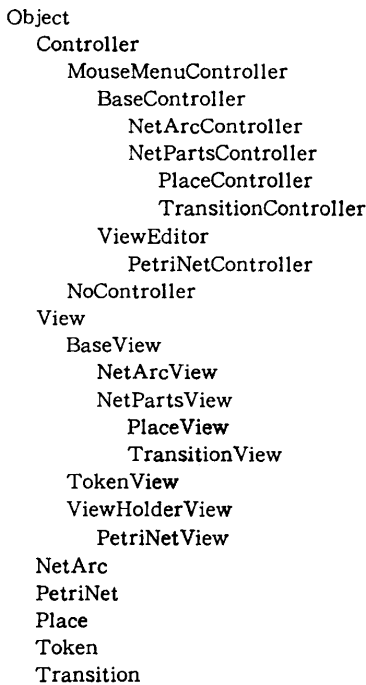 Object
Controller
MouseMenuController
BaseController
NetArcController
NetPartsController
PlaceController
TransitionController
ViewEditor
PetriNetController
NoController
View
BaseView
NetArcView
NetPartsView
PlaceView
TransitionView
TokenView
ViewHolderView
PetriNetView
NetArc
PetriNet
Place
Token
Transition